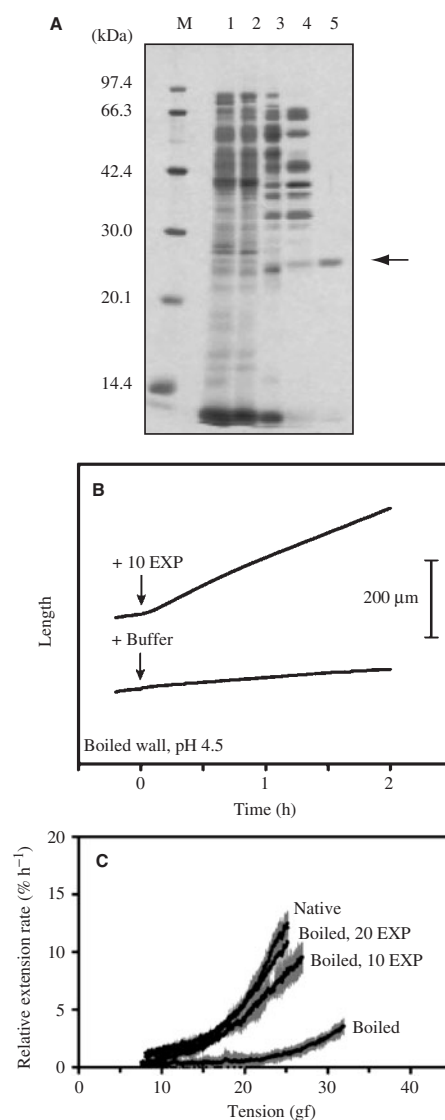 A (kDa) M 1 2 3 4 5
97.4
66.3
42.4
30.0
20.1
14.4
B
+ 10 EXP
200 μm
Length
+ Buffer
Boiled wall, pH 4.5
0 1 2
Time (h)
C
20
15
10
5
0
Relative extension rate (% h⁻¹)
Native
Boiled, 20 EXP
Boiled, 10 EXP
Boiled
0 10 20 30 40
Tension (gf)